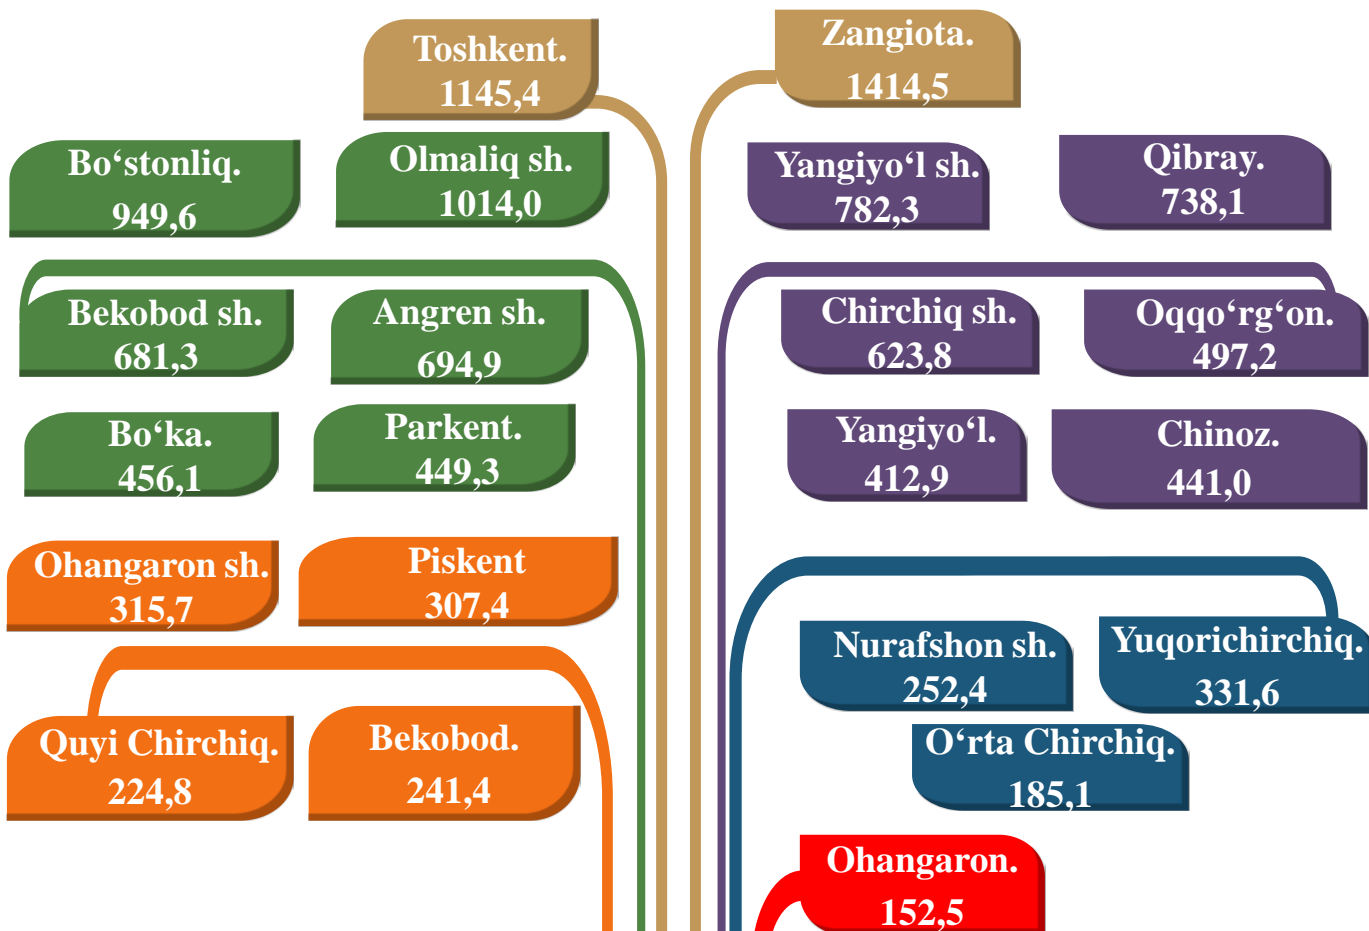 Toshkent.
1145,4
Zangiota.
1414,5
Bo‘stonliq.
949,6
Olmaliq sh.
1014,0
Yangiyo‘l sh.
782,3
Qibray.
738,1
Bekobod sh.
681,3
Angren sh.
694,9
Chirchiq sh.
623,8
Oqqo‘rg‘on.
497,2
Bo‘ka.
456,1
Parkent.
449,3
Yangiyo‘l.
412,9
Chinoz.
441,0
Ohangaron sh.
315,7
Piskent
307,4
Nurafshon sh.
252,4
Yuqorichirchiq.
331,6
Quyi Chirchiq.
224,8
Bekobod.
241,4
O‘rta Chirchiq.
185,1
Ohangaron.
152,5